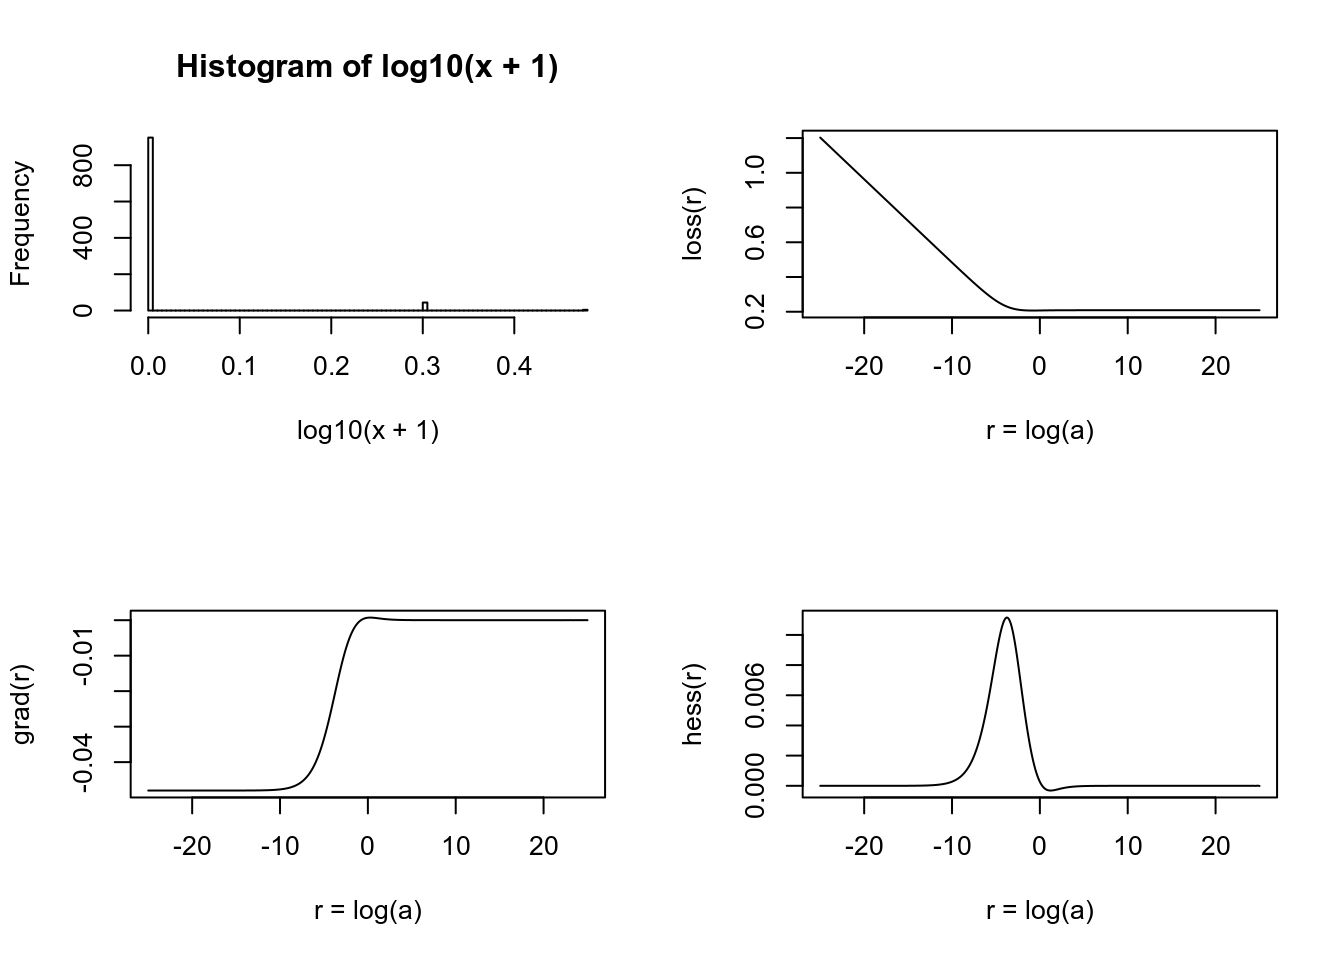 Histogram of log10(x + 1)
Frequency
800
400
0
0.0 0.1 0.2 0.3 0.4
log10(x + 1)
loss(r)
1.0
0.6
0.2
-20 -10 0 10 20
r = log(a)
grad(r)
-0.01
-0.04
-20 -10 0 10 20
r = log(a)
hess(r)
0.006
0.000
-20 -10 0 10 20
r = log(a)